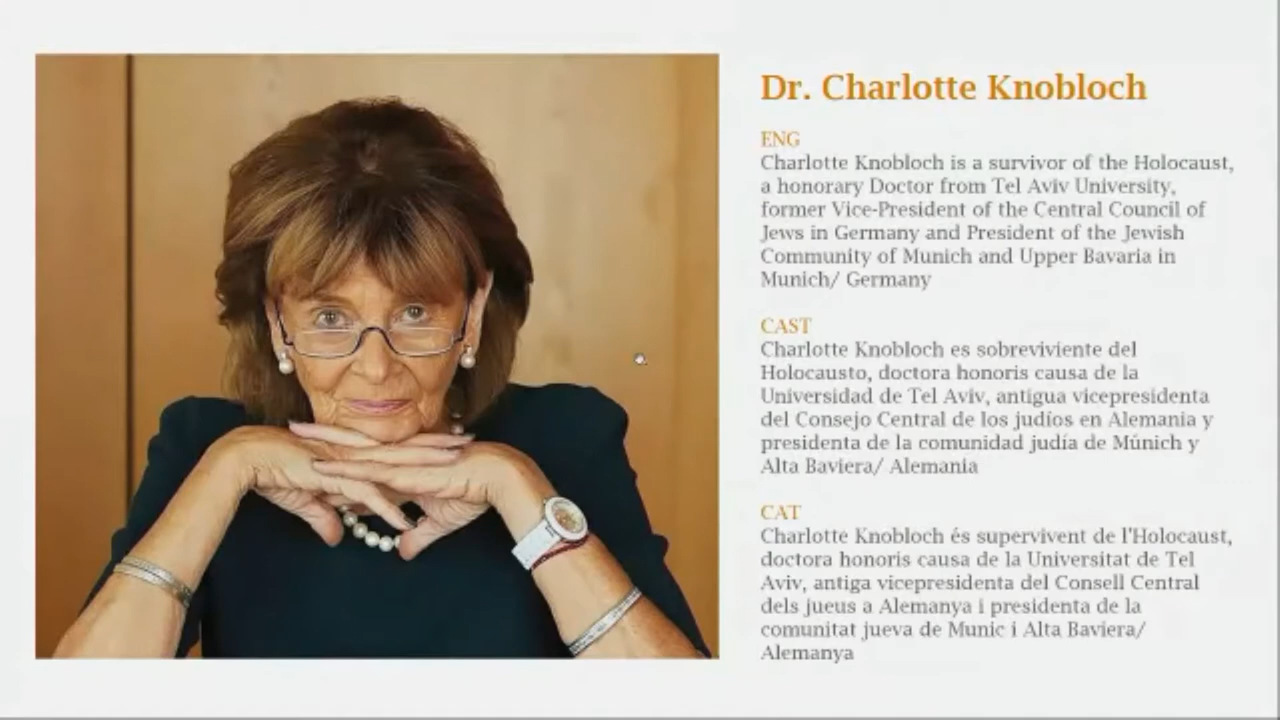 Dr. Charlotte Knobloch
ENG
Charlotte Knobloch is a survivor of the Holocaust,
a honorary Doctor from Tel Aviv University,
former Vice-President of the Central Council of
Jews in Germany and President of the Jewish
Community of Munich and Upper Bavaria in
Munich/ Germany
CAST
Charlotte Knobloch es sobreviviente del
Holocausto, doctora honoris causa de la
Universidad de Tel Aviv, antigua vicepresidenta
del Consejo Central de los judíos en Alemania y
presidenta de la comunidad judía de Múnich y
Alta Baviera/ Alemania
CAT
Charlotte Knobloch és supervivent de l'Holocaust,
doctora honoris causa de la Universitat de Tel
Aviv, antiga vicepresidenta del Consell Central
dels jueus a Alemanya i presidenta de la
comunitat jueva de Munic i Alta Baviera/
Alemanya